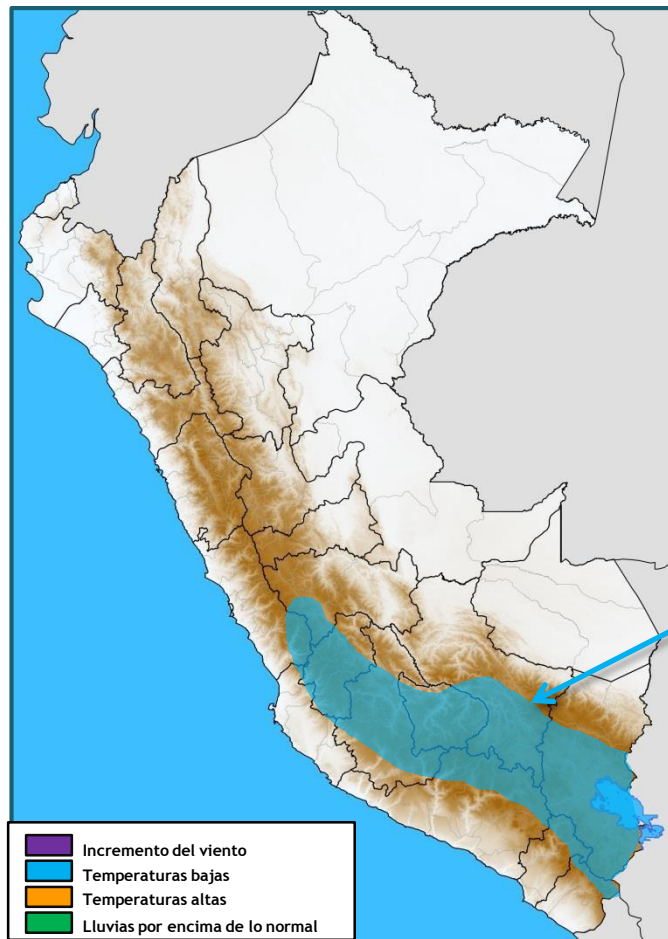 Incremento del viento
Temperaturas bajas
Temperaturas altas
Lluvias por encima de lo normal